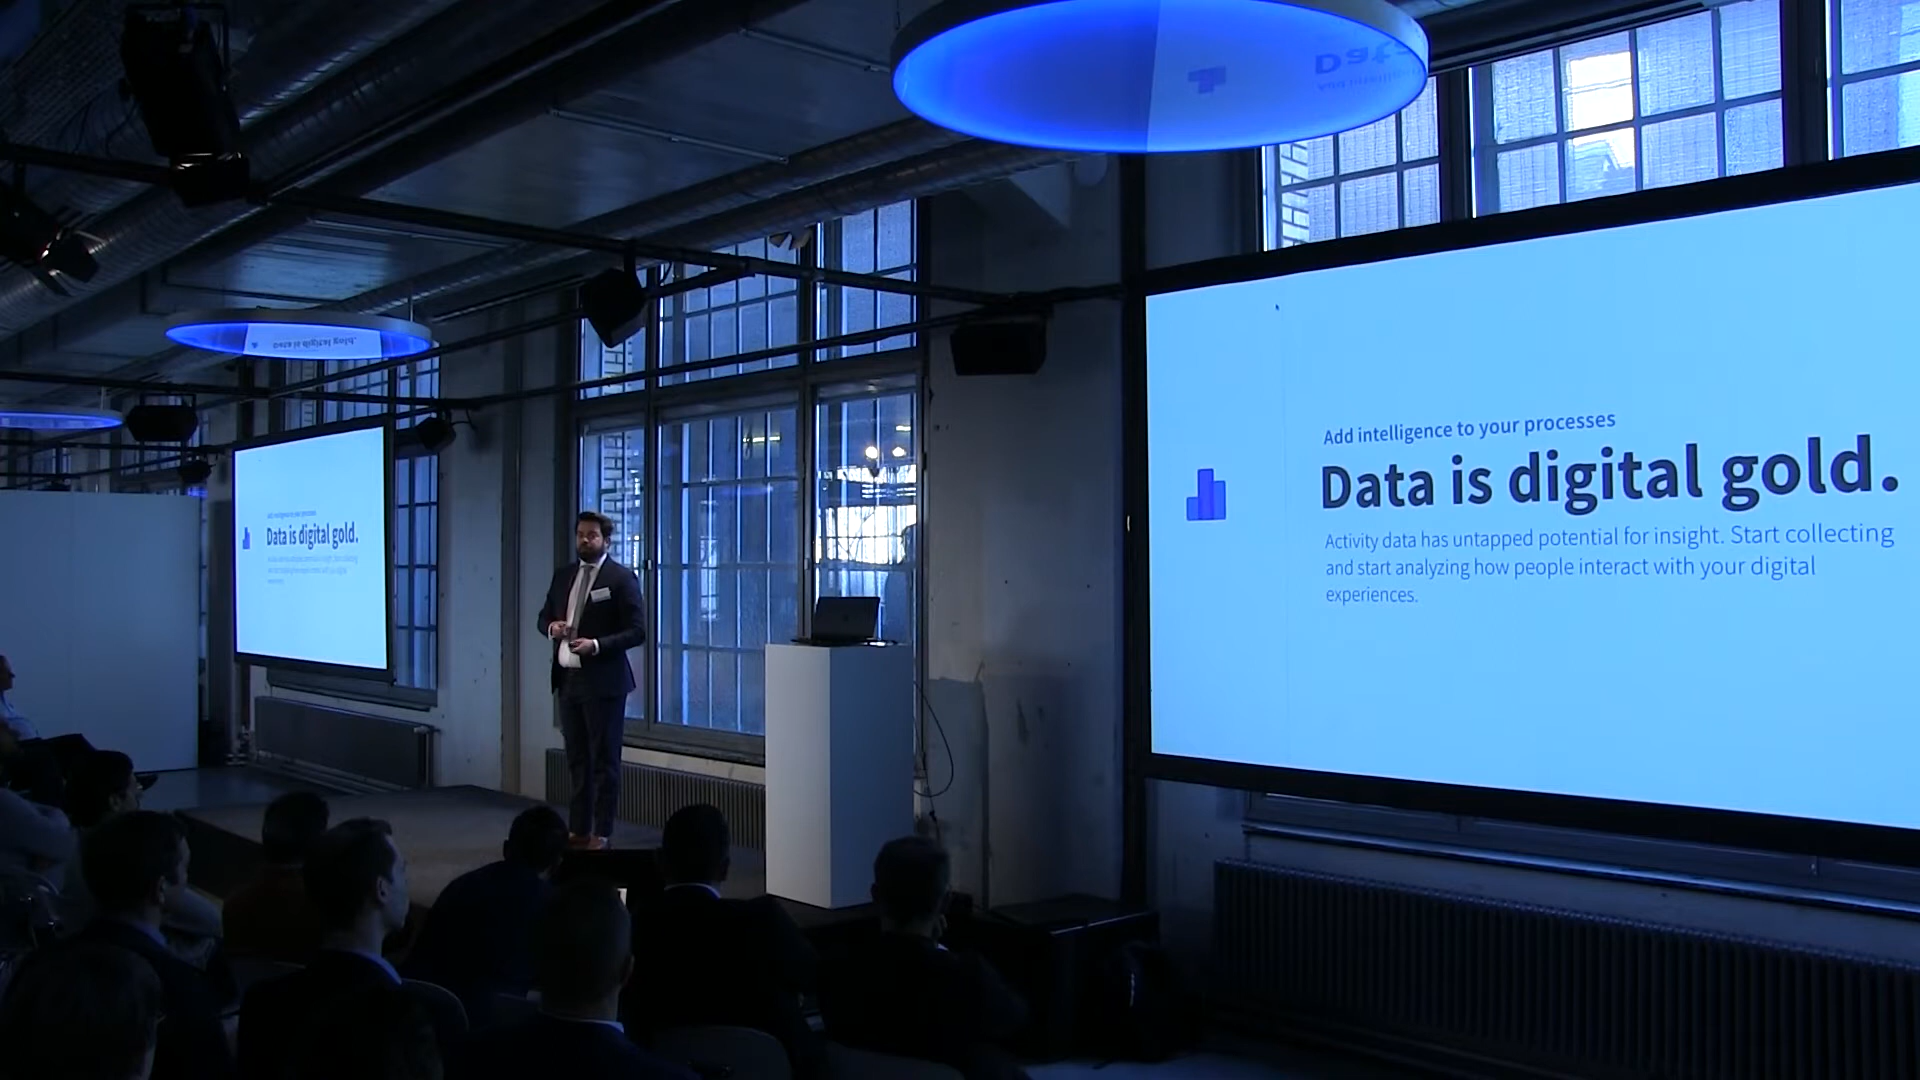 Add intelligence to your processes
Data is digital gold.
Activity data has untapped potential for insight. Start collecting
and start analyzing how people interact with your digital
experiences.
Data is digital gold.